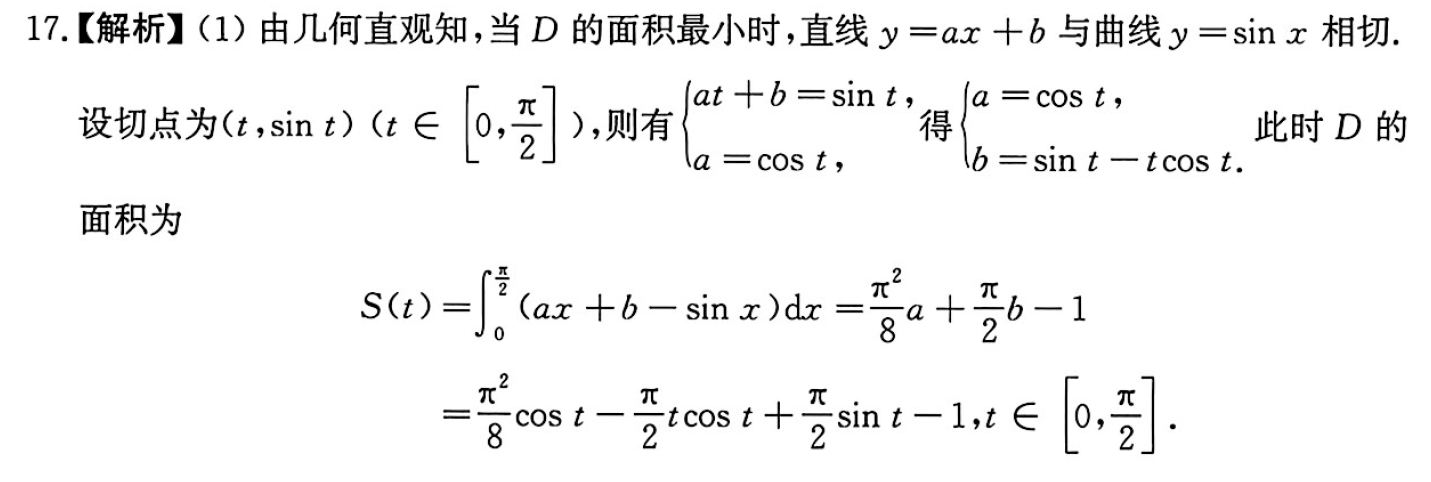 17.【解析】(1) 由几何直观知,当 D 的面积最小时,直线 y=ax+b 与曲线 y=sin x 相切.
设切点为(t,sin t) (t∈[0,π/2]),则有{at+b=sin t, a=cos t, 得{a=cos t, b=sin t-tcos t. 此时 D 的
面积为
S(t)=∫₀^(π/2)(ax+b-sin x)dx=π²/8 a+π/2 b-1
=π²/8 cos t-π/2 tcos t+π/2 sin t-1,t∈[0,π/2].